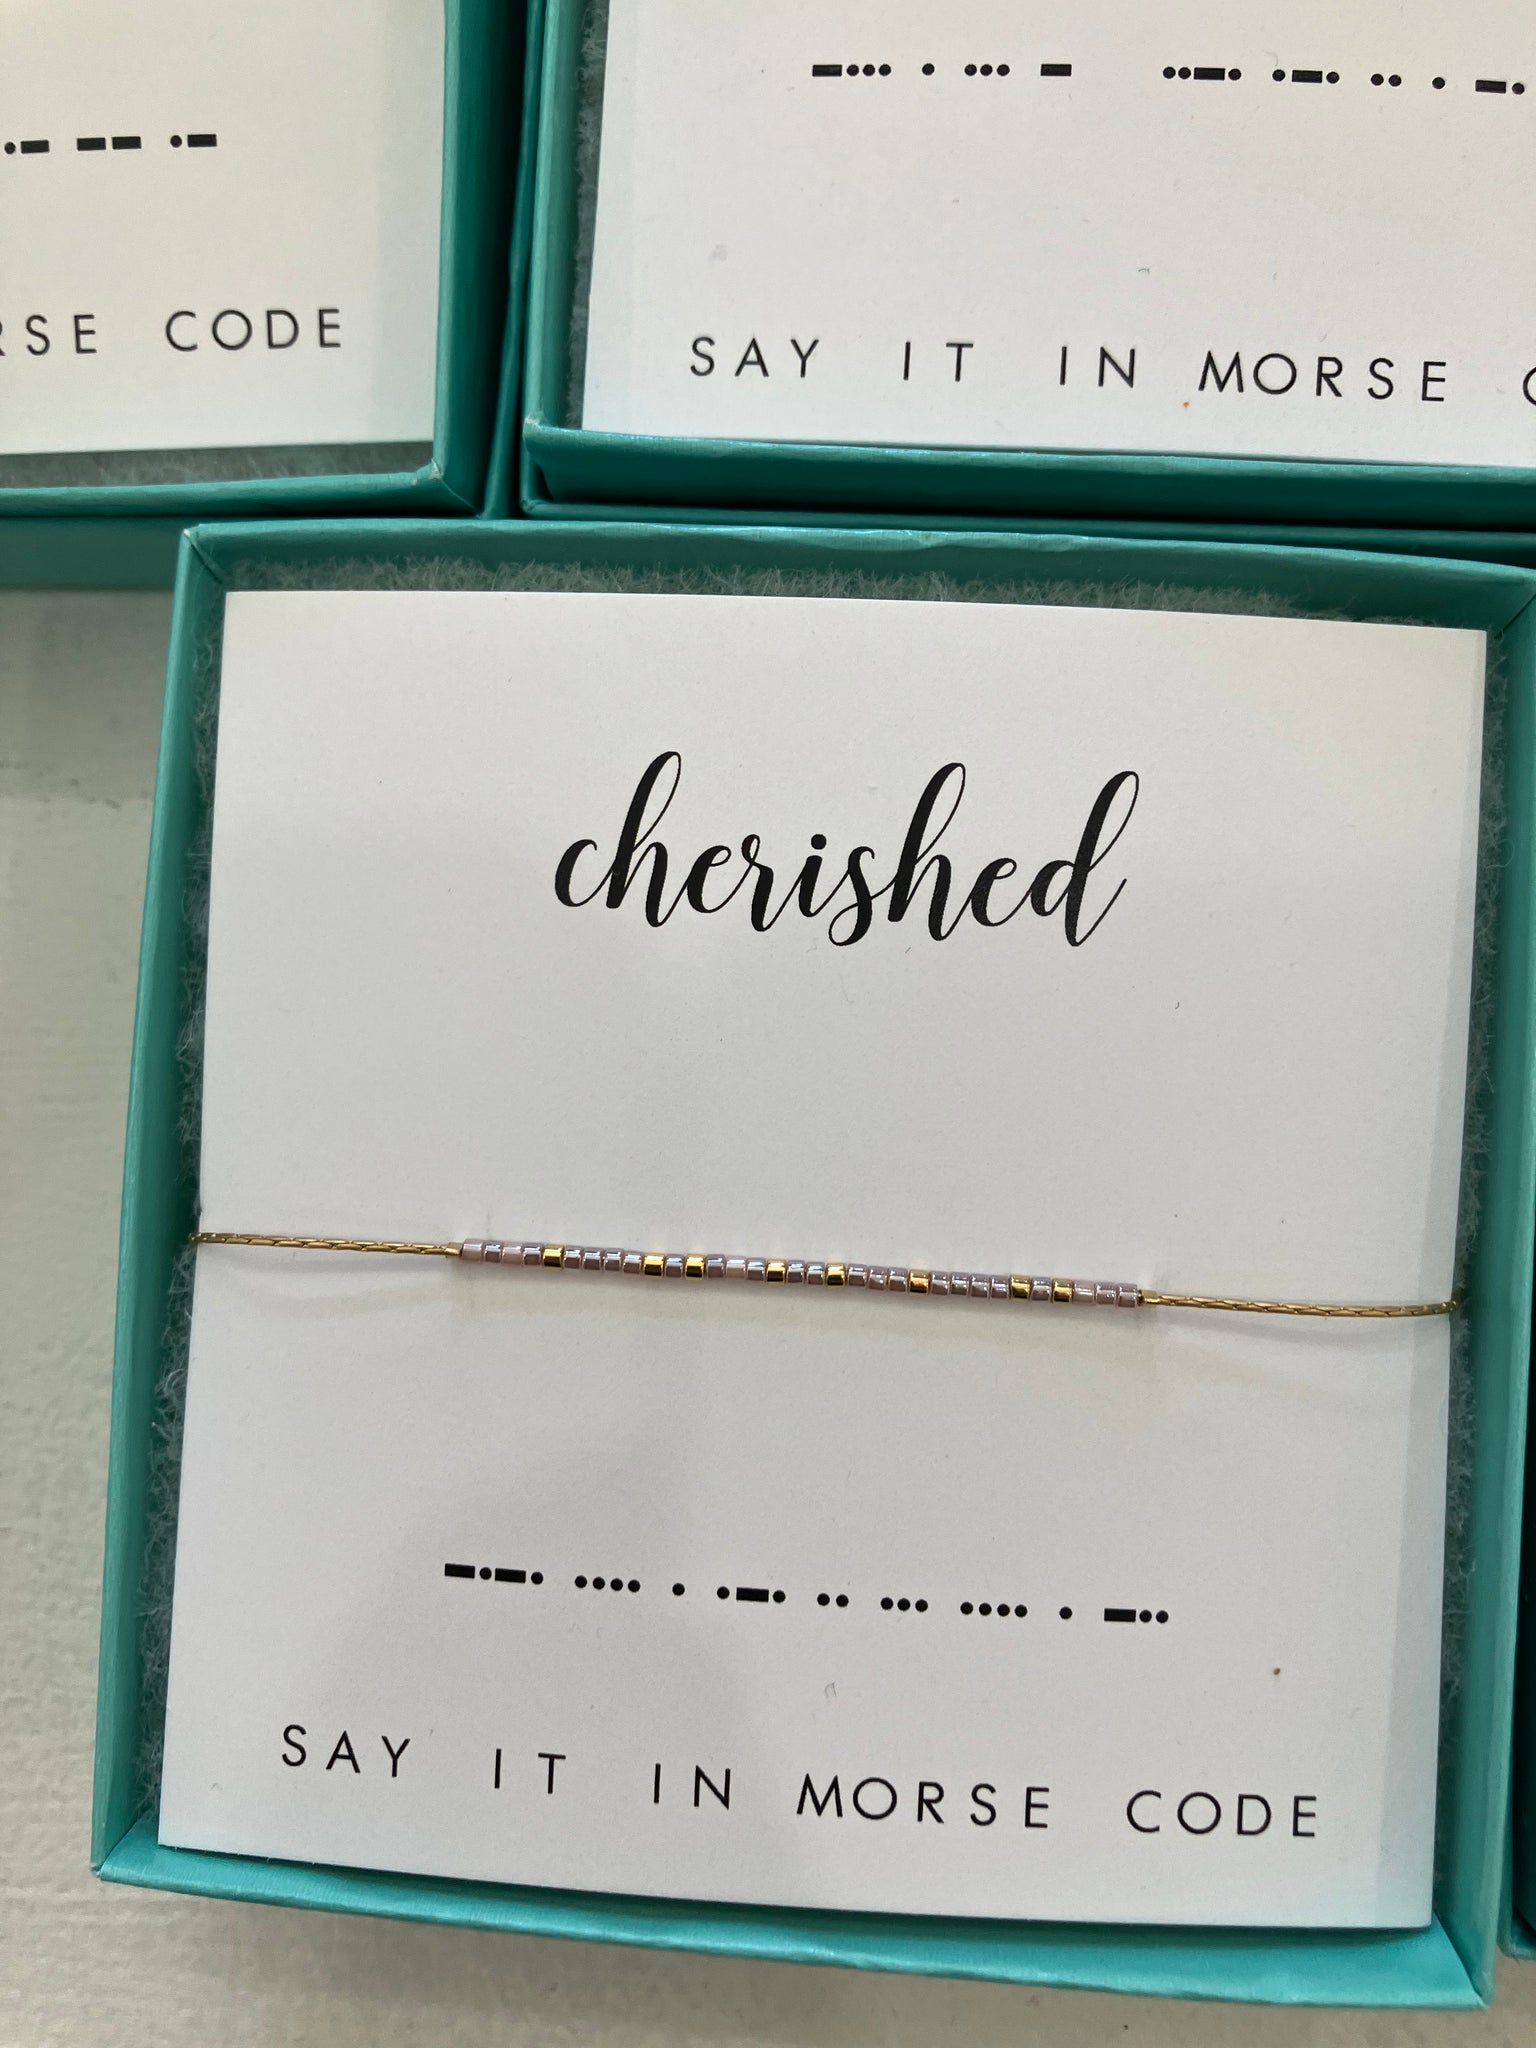 ·- -- ·-
RSE CODE
-··· · ··· - ··-· ·-· ·· · -·
SAY IT IN MORSE
cherished
-·-· ···· · ·-· ·· ··· ···· · -··
SAY IT IN MORSE CODE